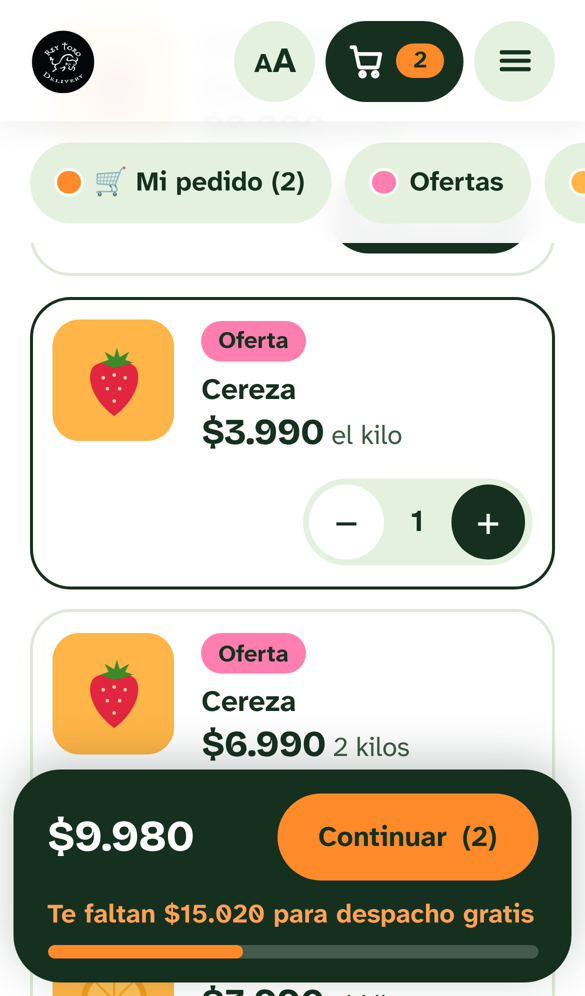 REY TORO
DELIVERY
AA
2
🛒 Mi pedido (2)
Ofertas
Oferta
Cereza
$3.990 el kilo
− 1 +
Oferta
Cereza
$6.990 2 kilos
$9.980
Continuar (2)
Te faltan $15.020 para despacho gratis